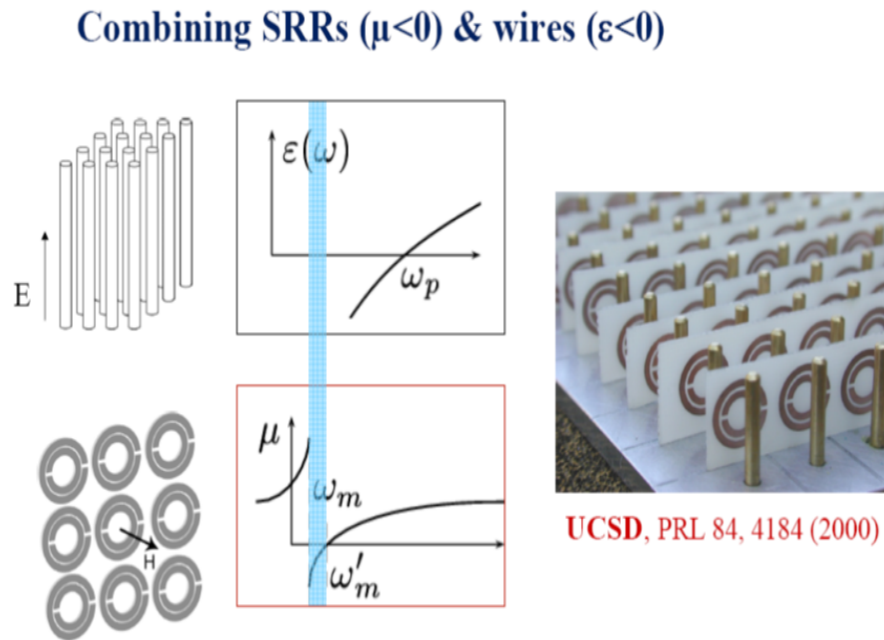 Combining SRRs (μ<0) & wires (ε<0)
E
ε(ω)
ω_p
μ
ω_m
ω'_m
H
UCSD, PRL 84, 4184 (2000)